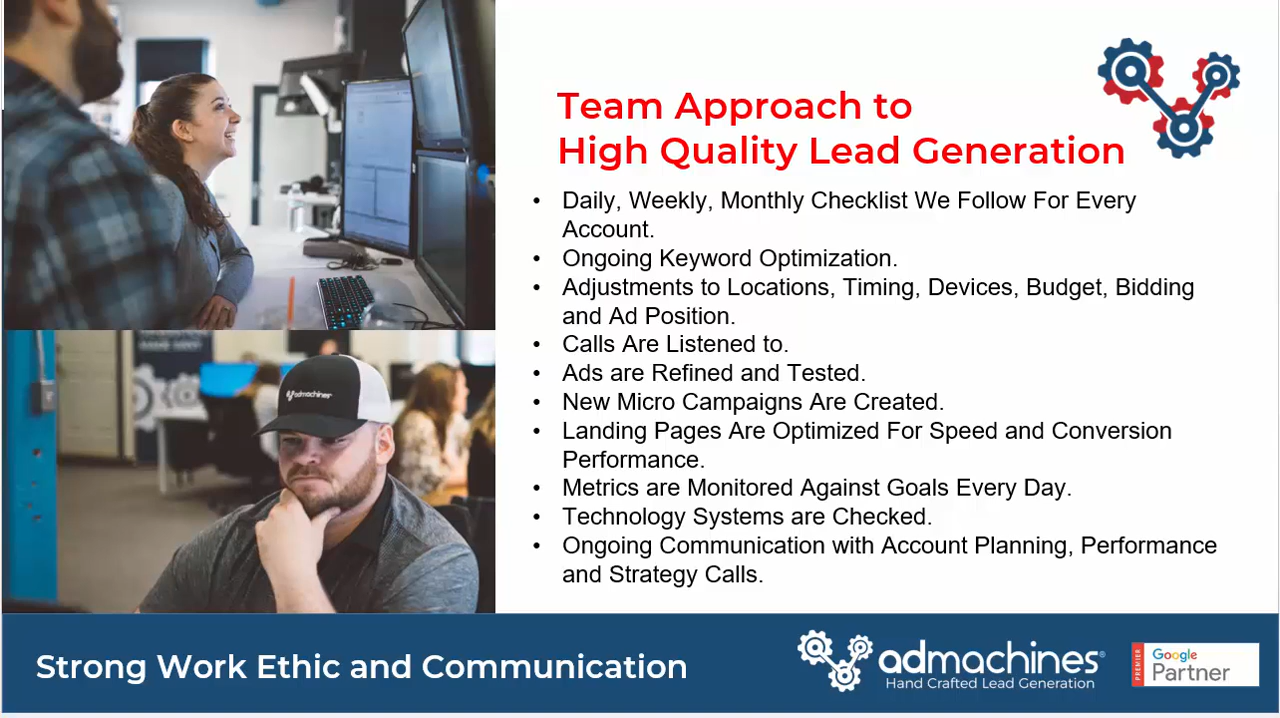 Team Approach to
High Quality Lead Generation
• Daily, Weekly, Monthly Checklist We Follow For Every
Account.
• Ongoing Keyword Optimization.
• Adjustments to Locations, Timing, Devices, Budget, Bidding
and Ad Position.
• Calls Are Listened to.
• Ads are Refined and Tested.
• New Micro Campaigns Are Created.
• Landing Pages Are Optimized For Speed and Conversion
Performance.
• Metrics are Monitored Against Goals Every Day.
• Technology Systems are Checked.
• Ongoing Communication with Account Planning, Performance
and Strategy Calls.
admachines
Strong Work Ethic and Communication
admachines®
Hand Crafted Lead Generation
PREMIER
Google
Partner